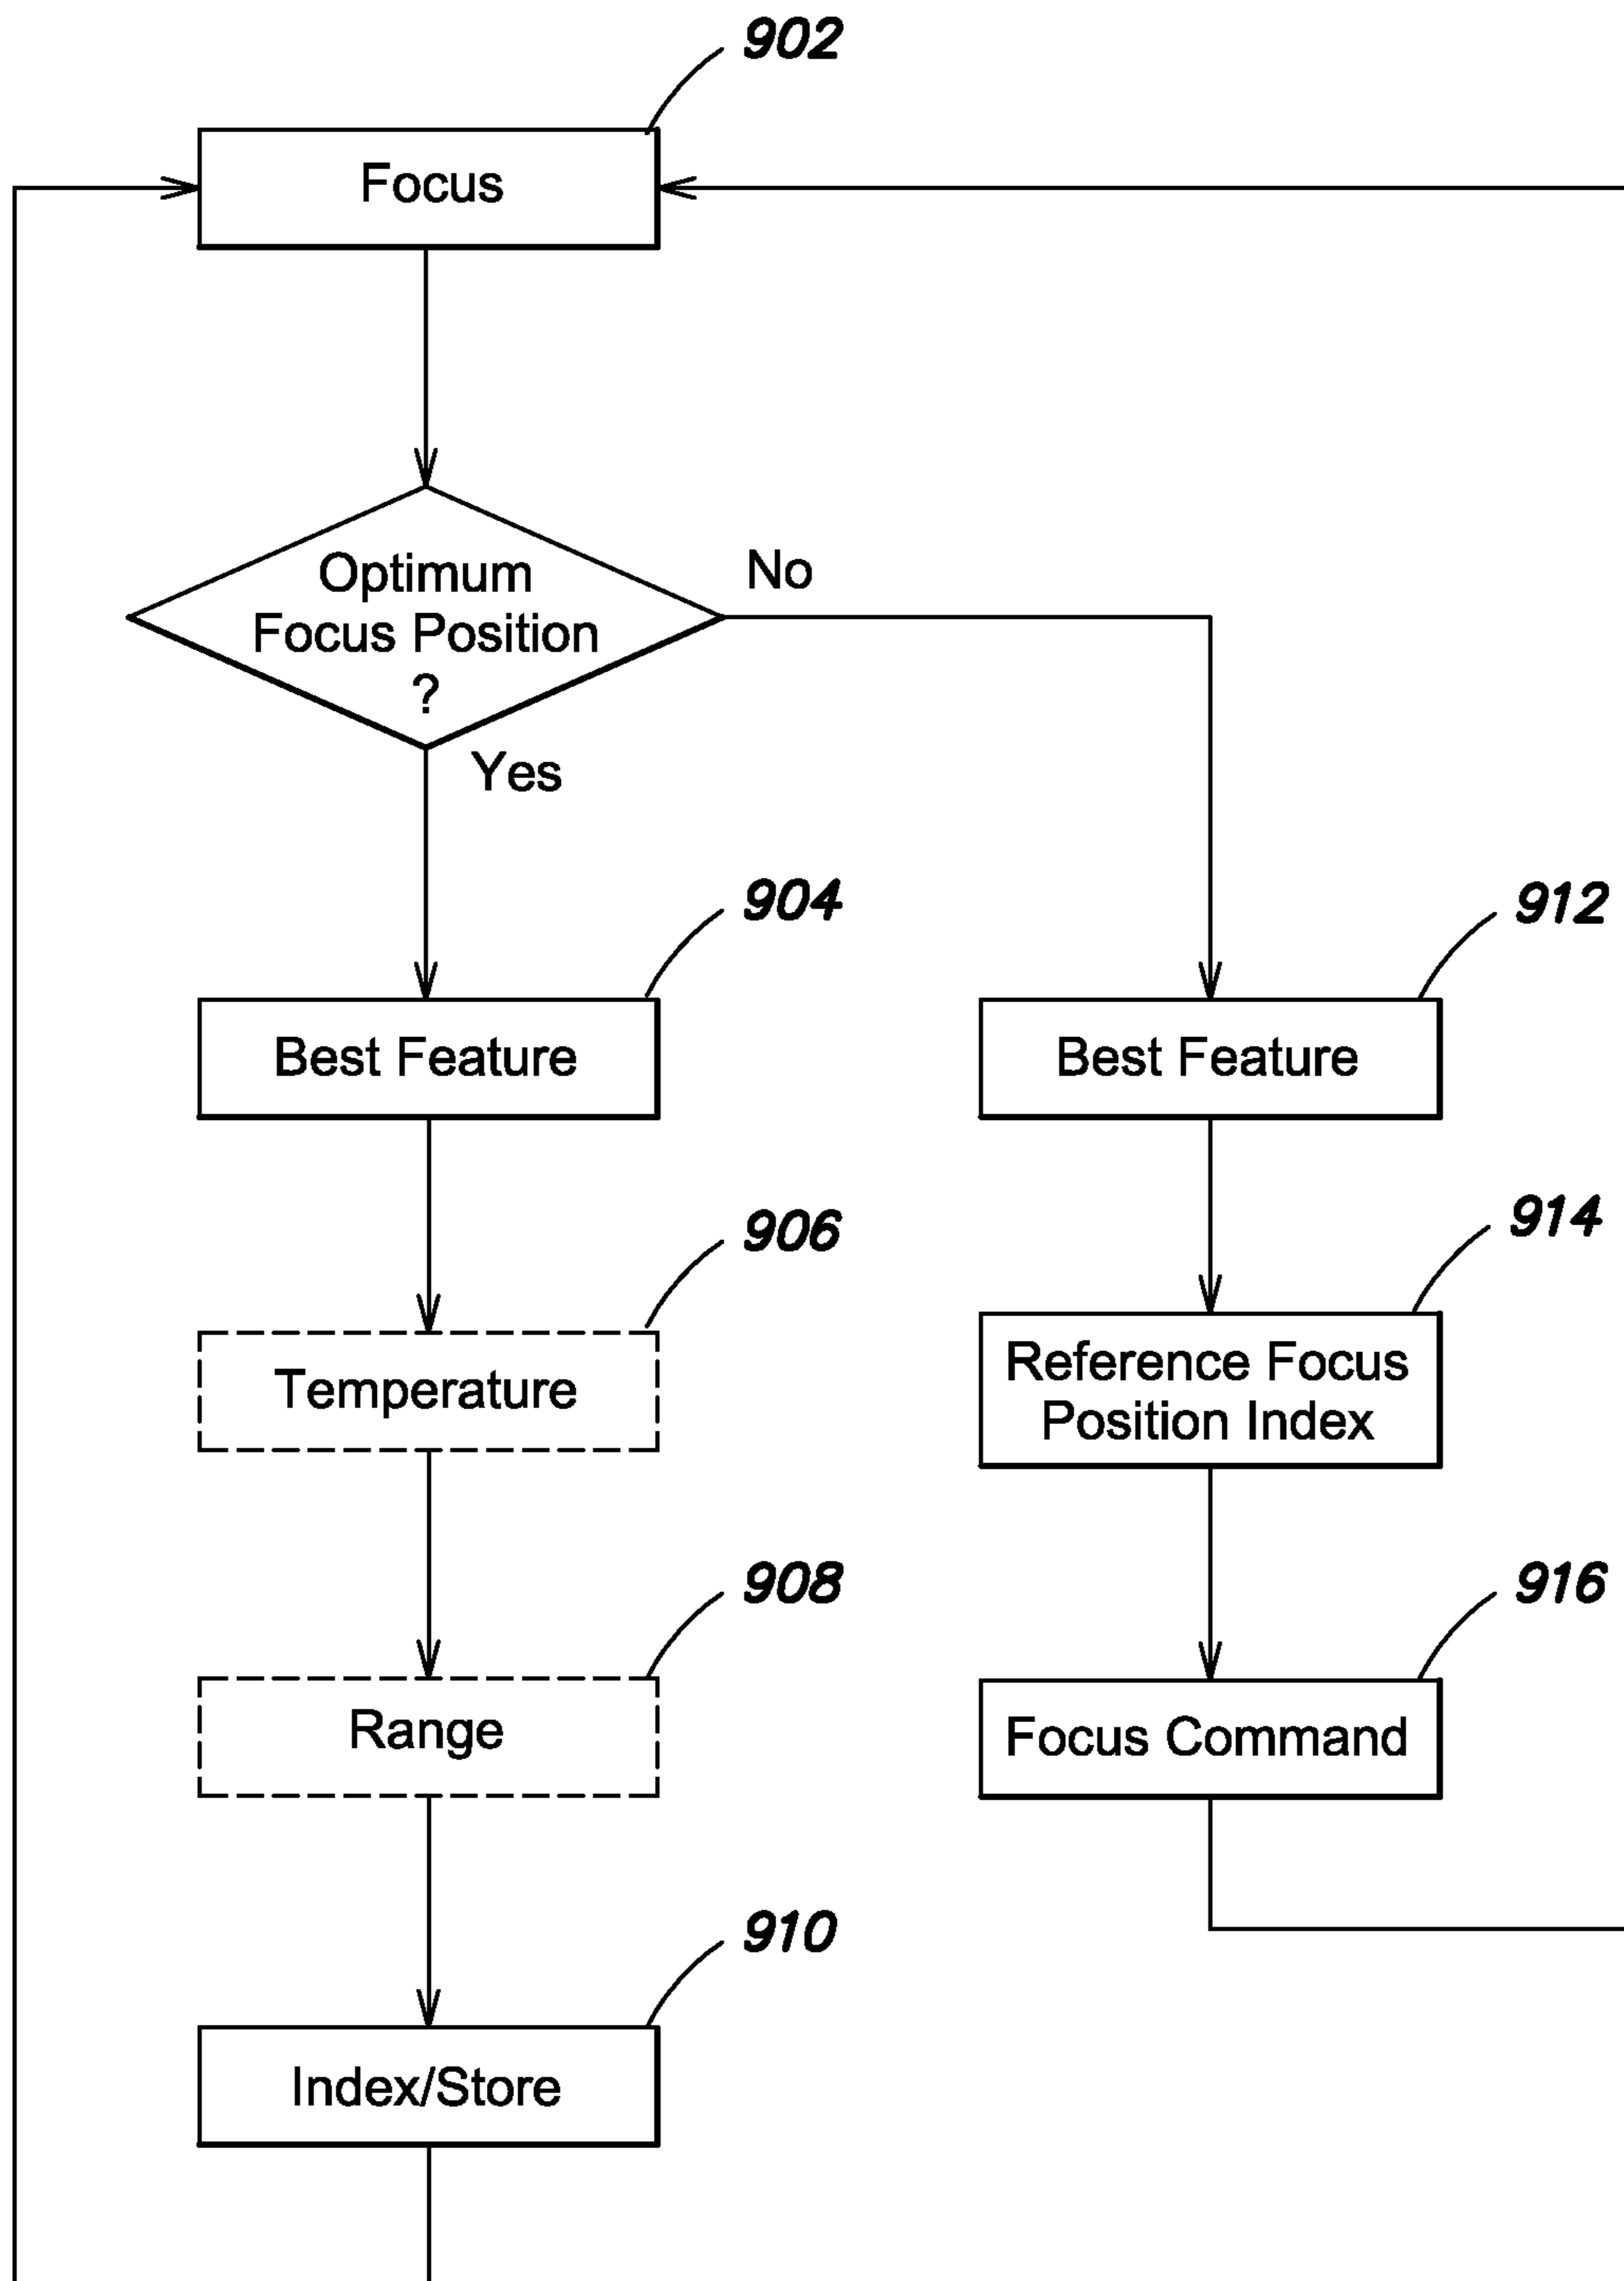 902
Focus
Optimum
Focus Position
?
No
Yes
904
Best Feature
912
Best Feature
906
Temperature
914
Reference Focus
Position Index
908
Range
916
Focus Command
910
Index/Store